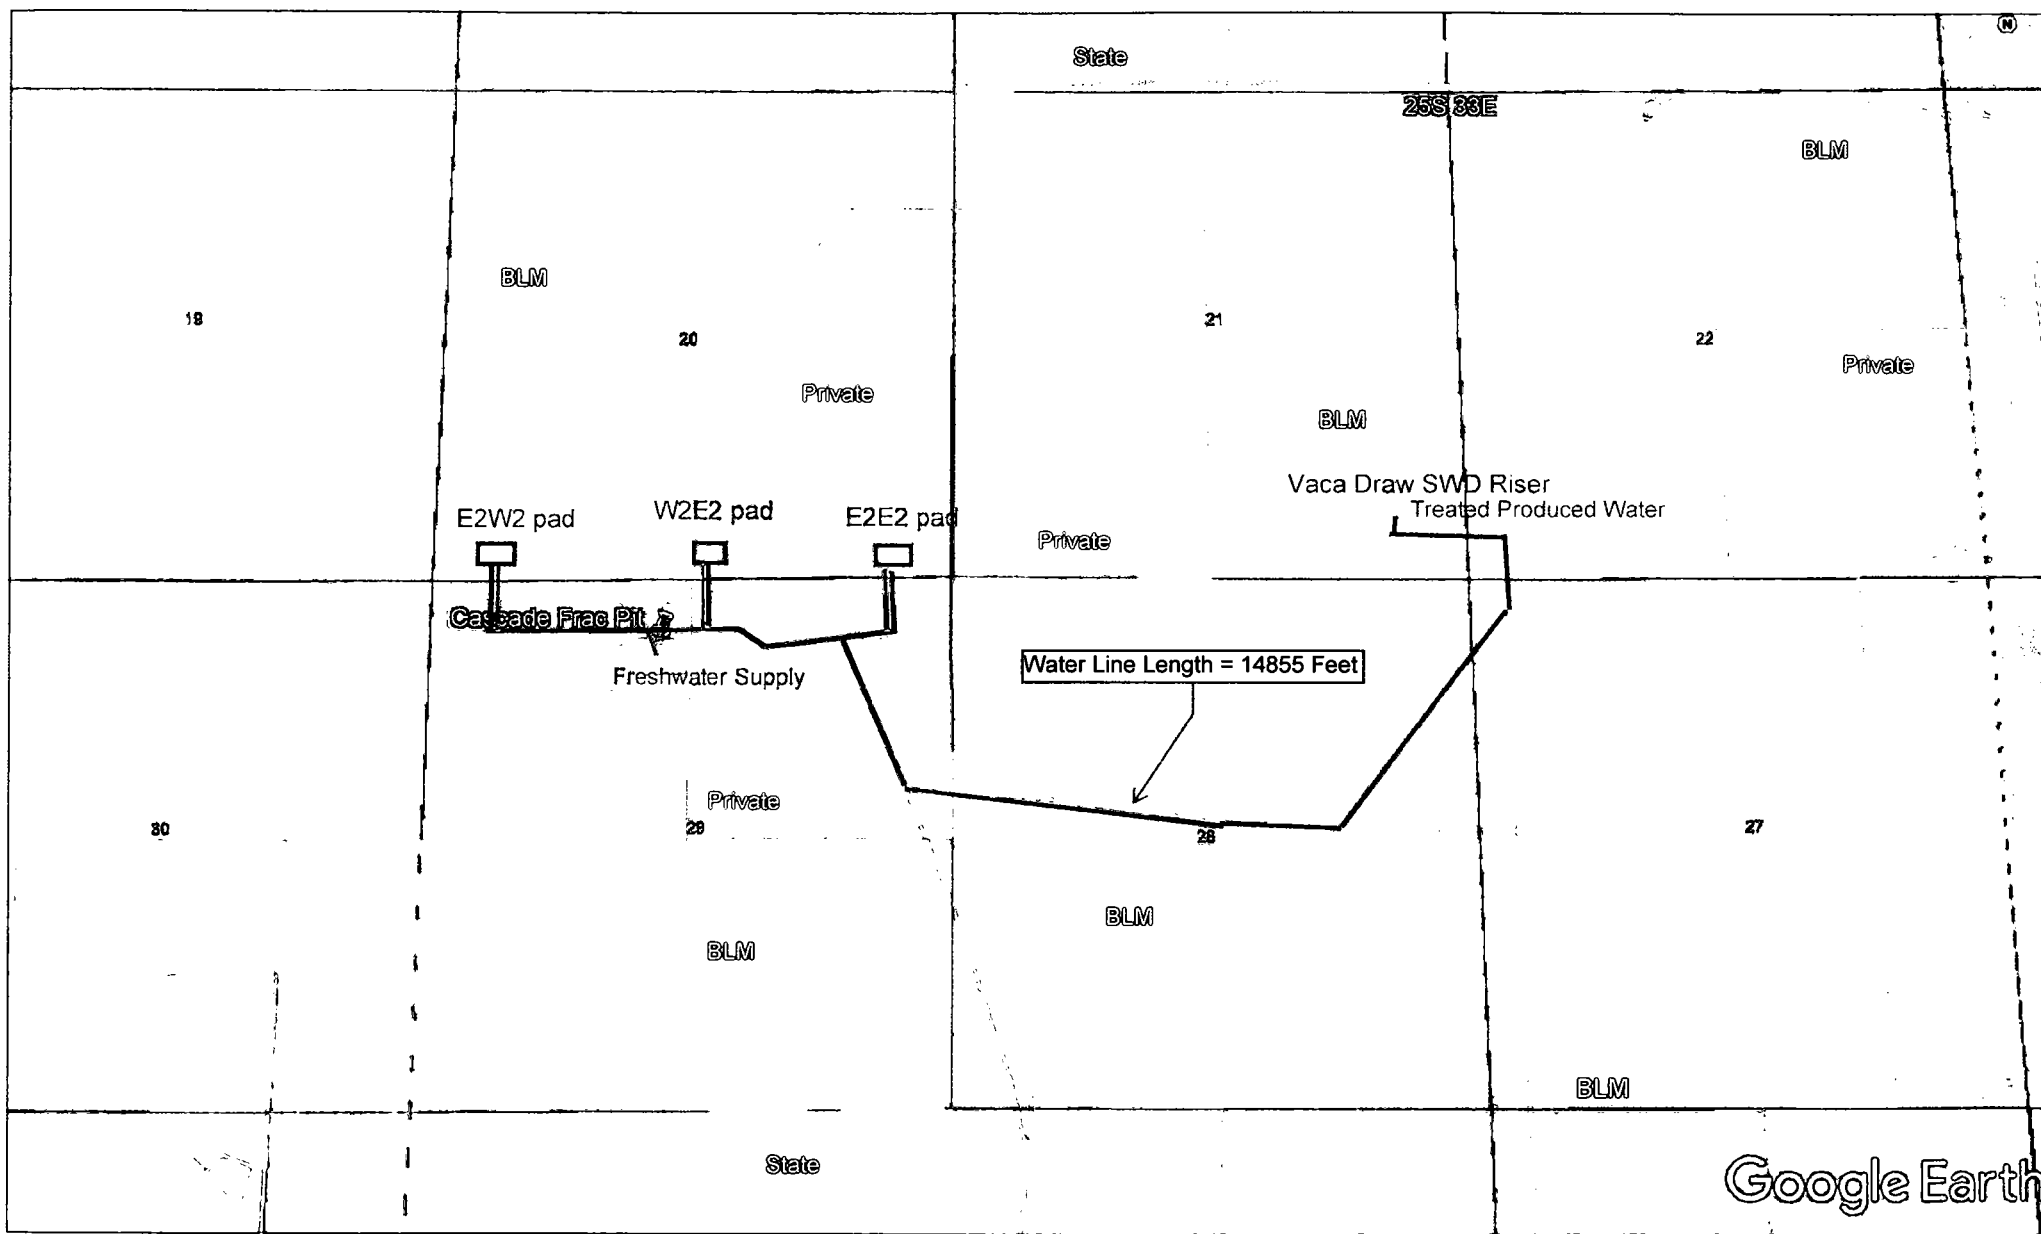 N
State
25S 33E
BLM
BLM
19
20
21
22
Private
Private
BLM
Vaca Draw SWD Riser
Treated Produced Water
E2W2 pad
W2E2 pad
E2E2 pad
Private
Cascade Frac Pit
Freshwater Supply
Water Line Length = 14855 Feet
Private
30
29
28
27
BLM
BLM
BLM
State
Google Earth